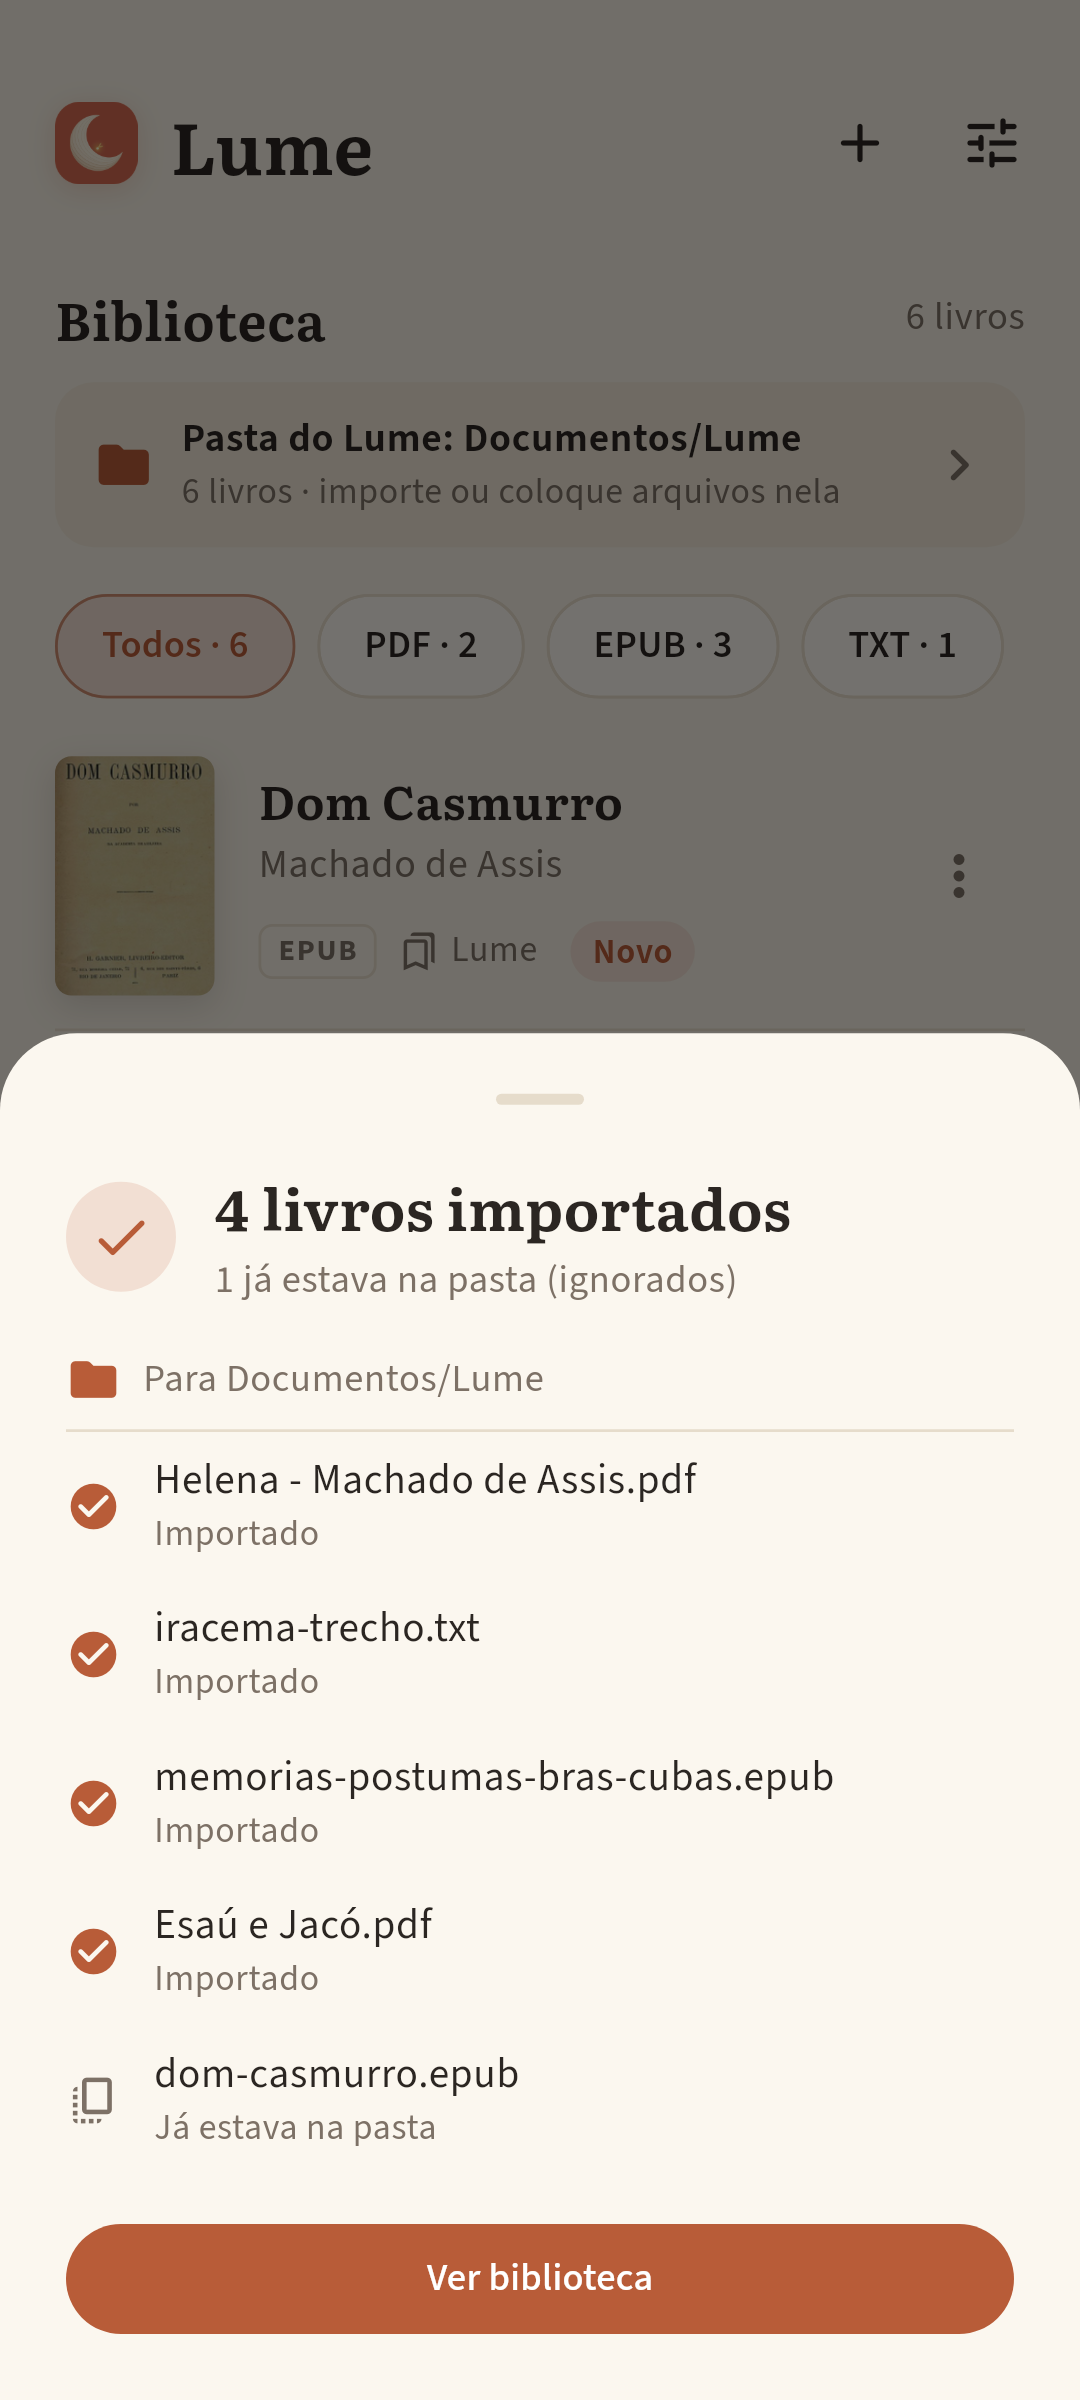 Lume
Biblioteca
6 livros
Pasta do Lume: Documentos/Lume
6 livros · importe ou coloque arquivos nela
Todos · 6
PDF · 2
EPUB · 3
TXT · 1
DOM CASMURRO
POR
MACHADO DE ASSIS
Dom Casmurro
Machado de Assis
EPUB
Lume
Novo
4 livros importados
1 já estava na pasta (ignorados)
Para Documentos/Lume
Helena - Machado de Assis.pdf
Importado
iracema-trecho.txt
Importado
memorias-postumas-bras-cubas.epub
Importado
Esaú e Jacó.pdf
Importado
dom-casmurro.epub
Já estava na pasta
Ver biblioteca